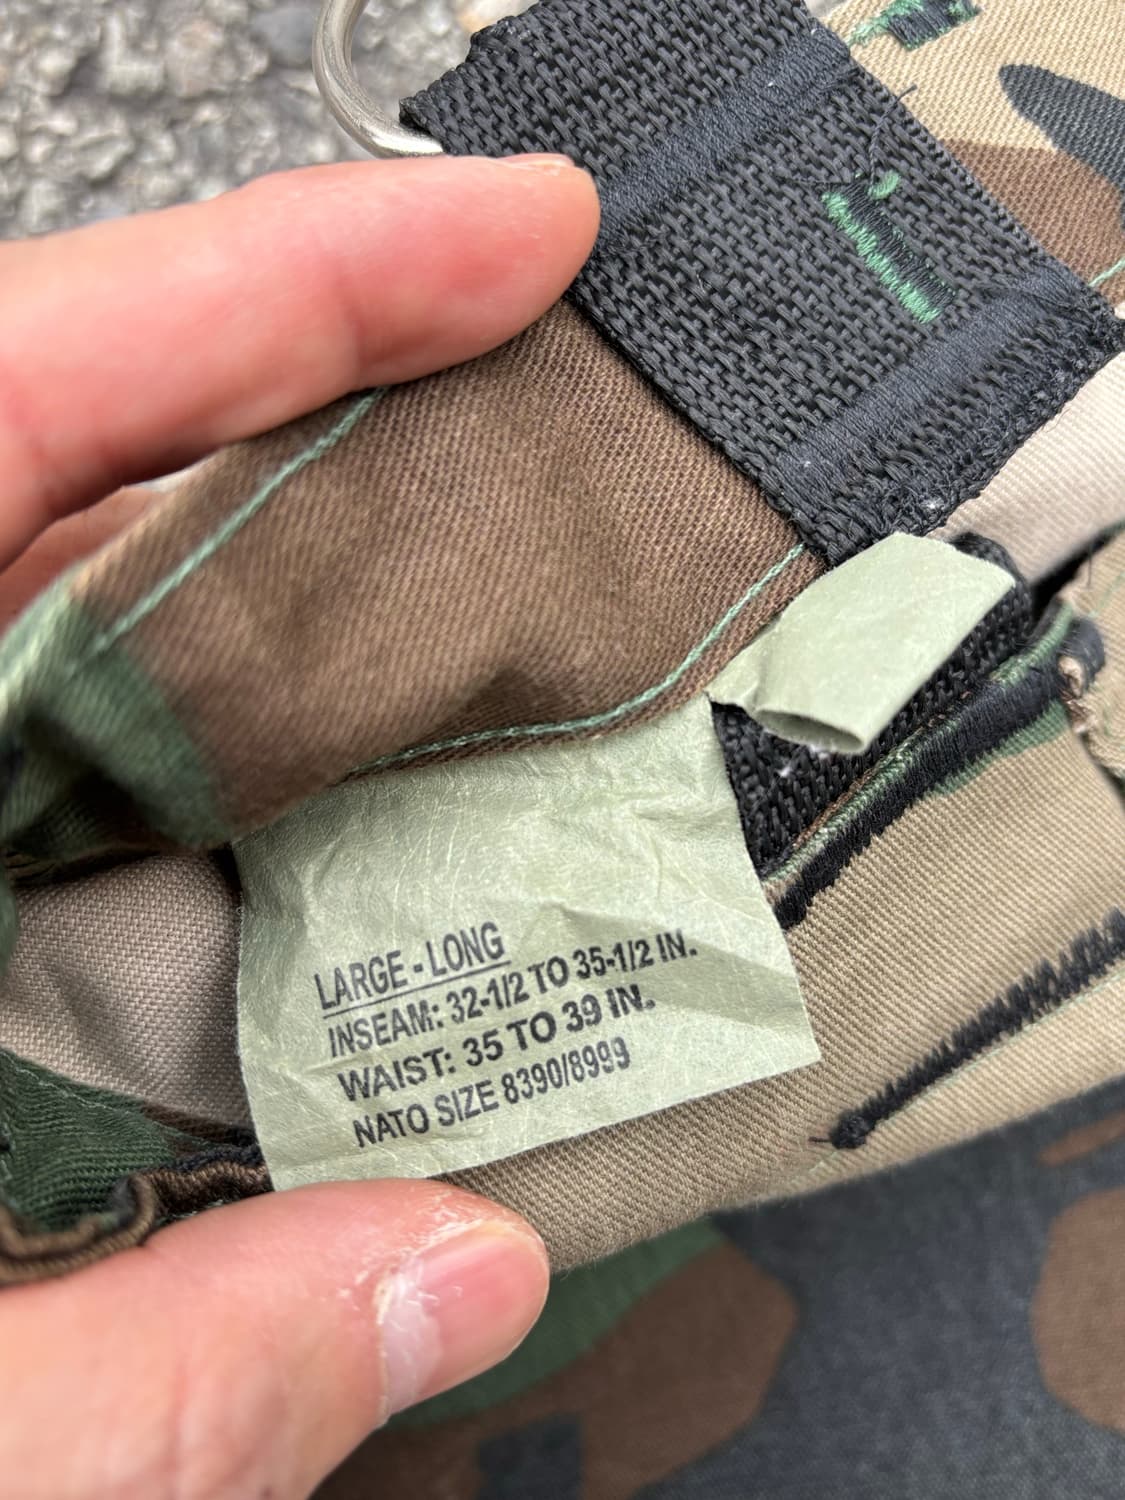 LARGE - LONG
INSEAM: 32-1/2 TO 35-1/2 IN.
WAIST: 35 TO 39 IN.
NATO SIZE 8390/8999